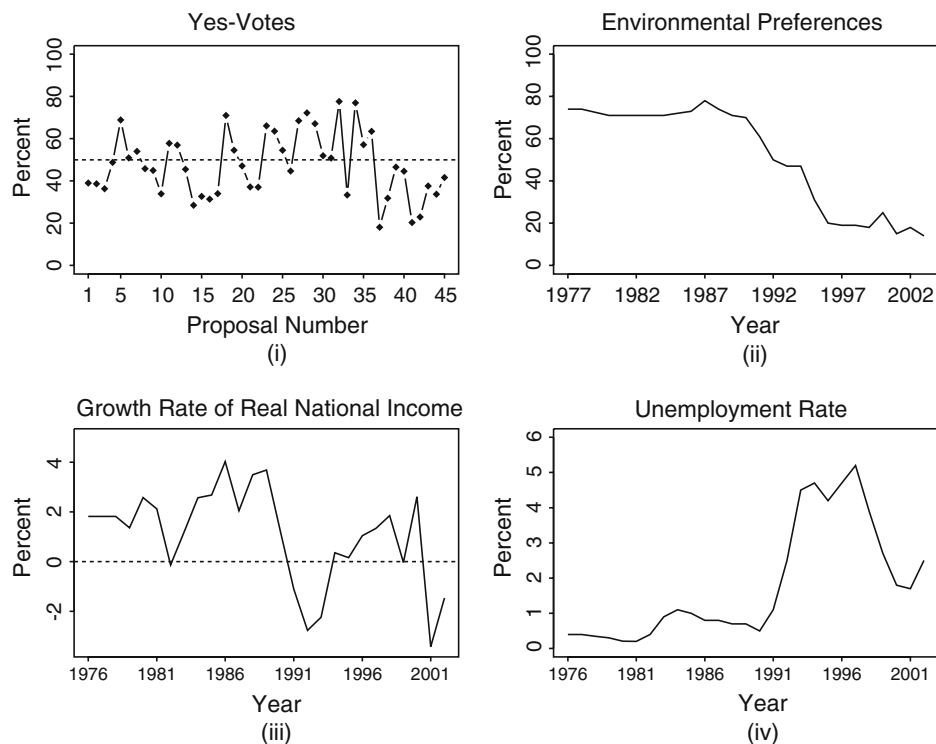 Yes-Votes
Percent
100
80
60
40
20
0
1 5 10 15 20 25 30 35 40 45
Proposal Number
(i)
Environmental Preferences
Percent
100
80
60
40
20
0
1977 1982 1987 1992 1997 2002
Year
(ii)
Growth Rate of Real National Income
Percent
4
2
0
-2
1976 1981 1986 1991 1996 2001
Year
(iii)
Unemployment Rate
Percent
6
5
4
3
2
1
0
1976 1981 1986 1991 1996 2001
Year
(iv)